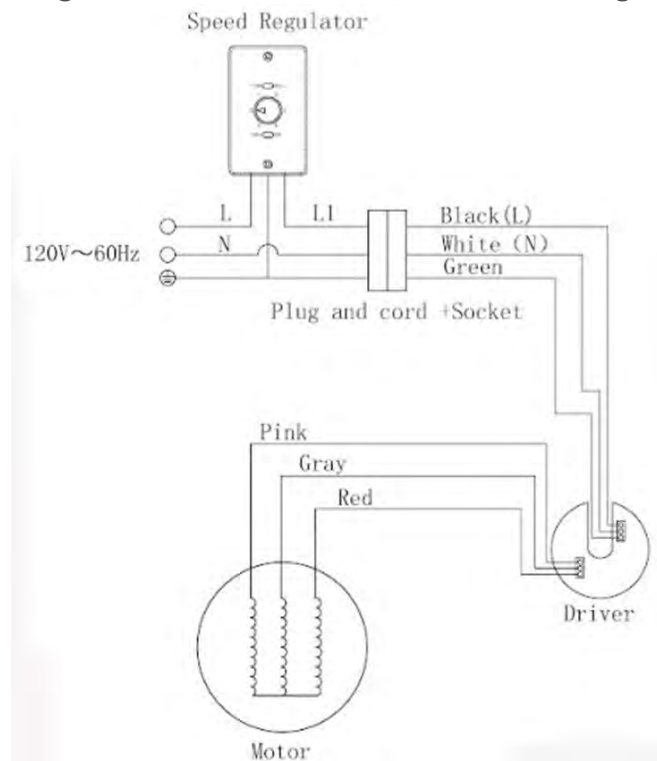 Speed Regulator
L
L1
Black(L)
120V～60Hz
N
White (N)
Green
Plug and cord +Socket
Pink
Gray
Red
Driver
Motor